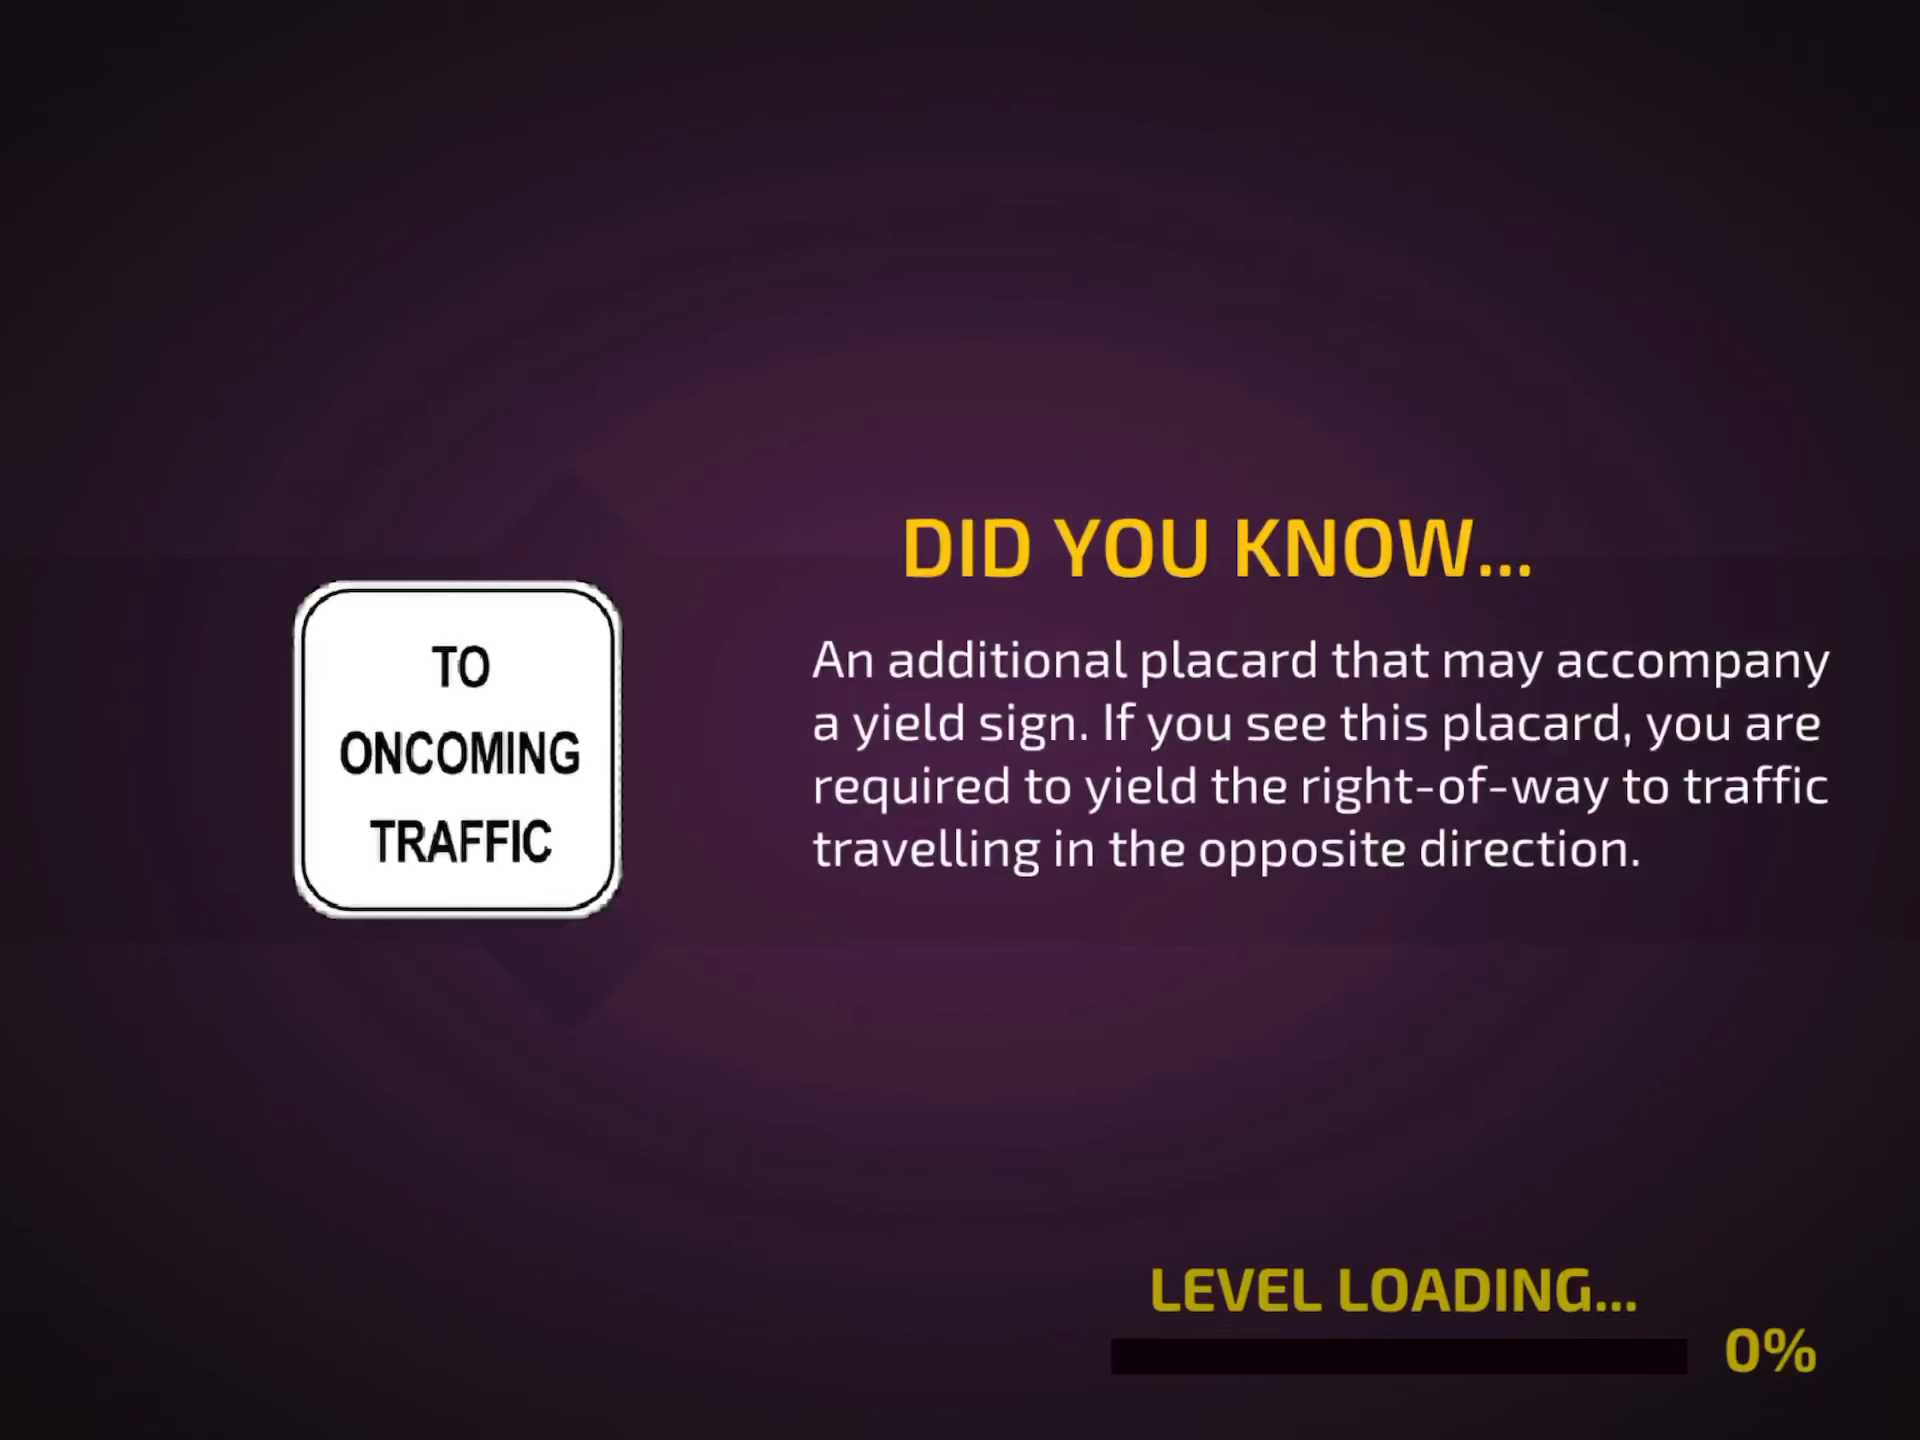 TO
ONCOMING
TRAFFIC
DID YOU KNOW...
An additional placard that may accompany
a yield sign. If you see this placard, you are
required to yield the right-of-way to traffic
travelling in the opposite direction.
LEVEL LOADING...
0%